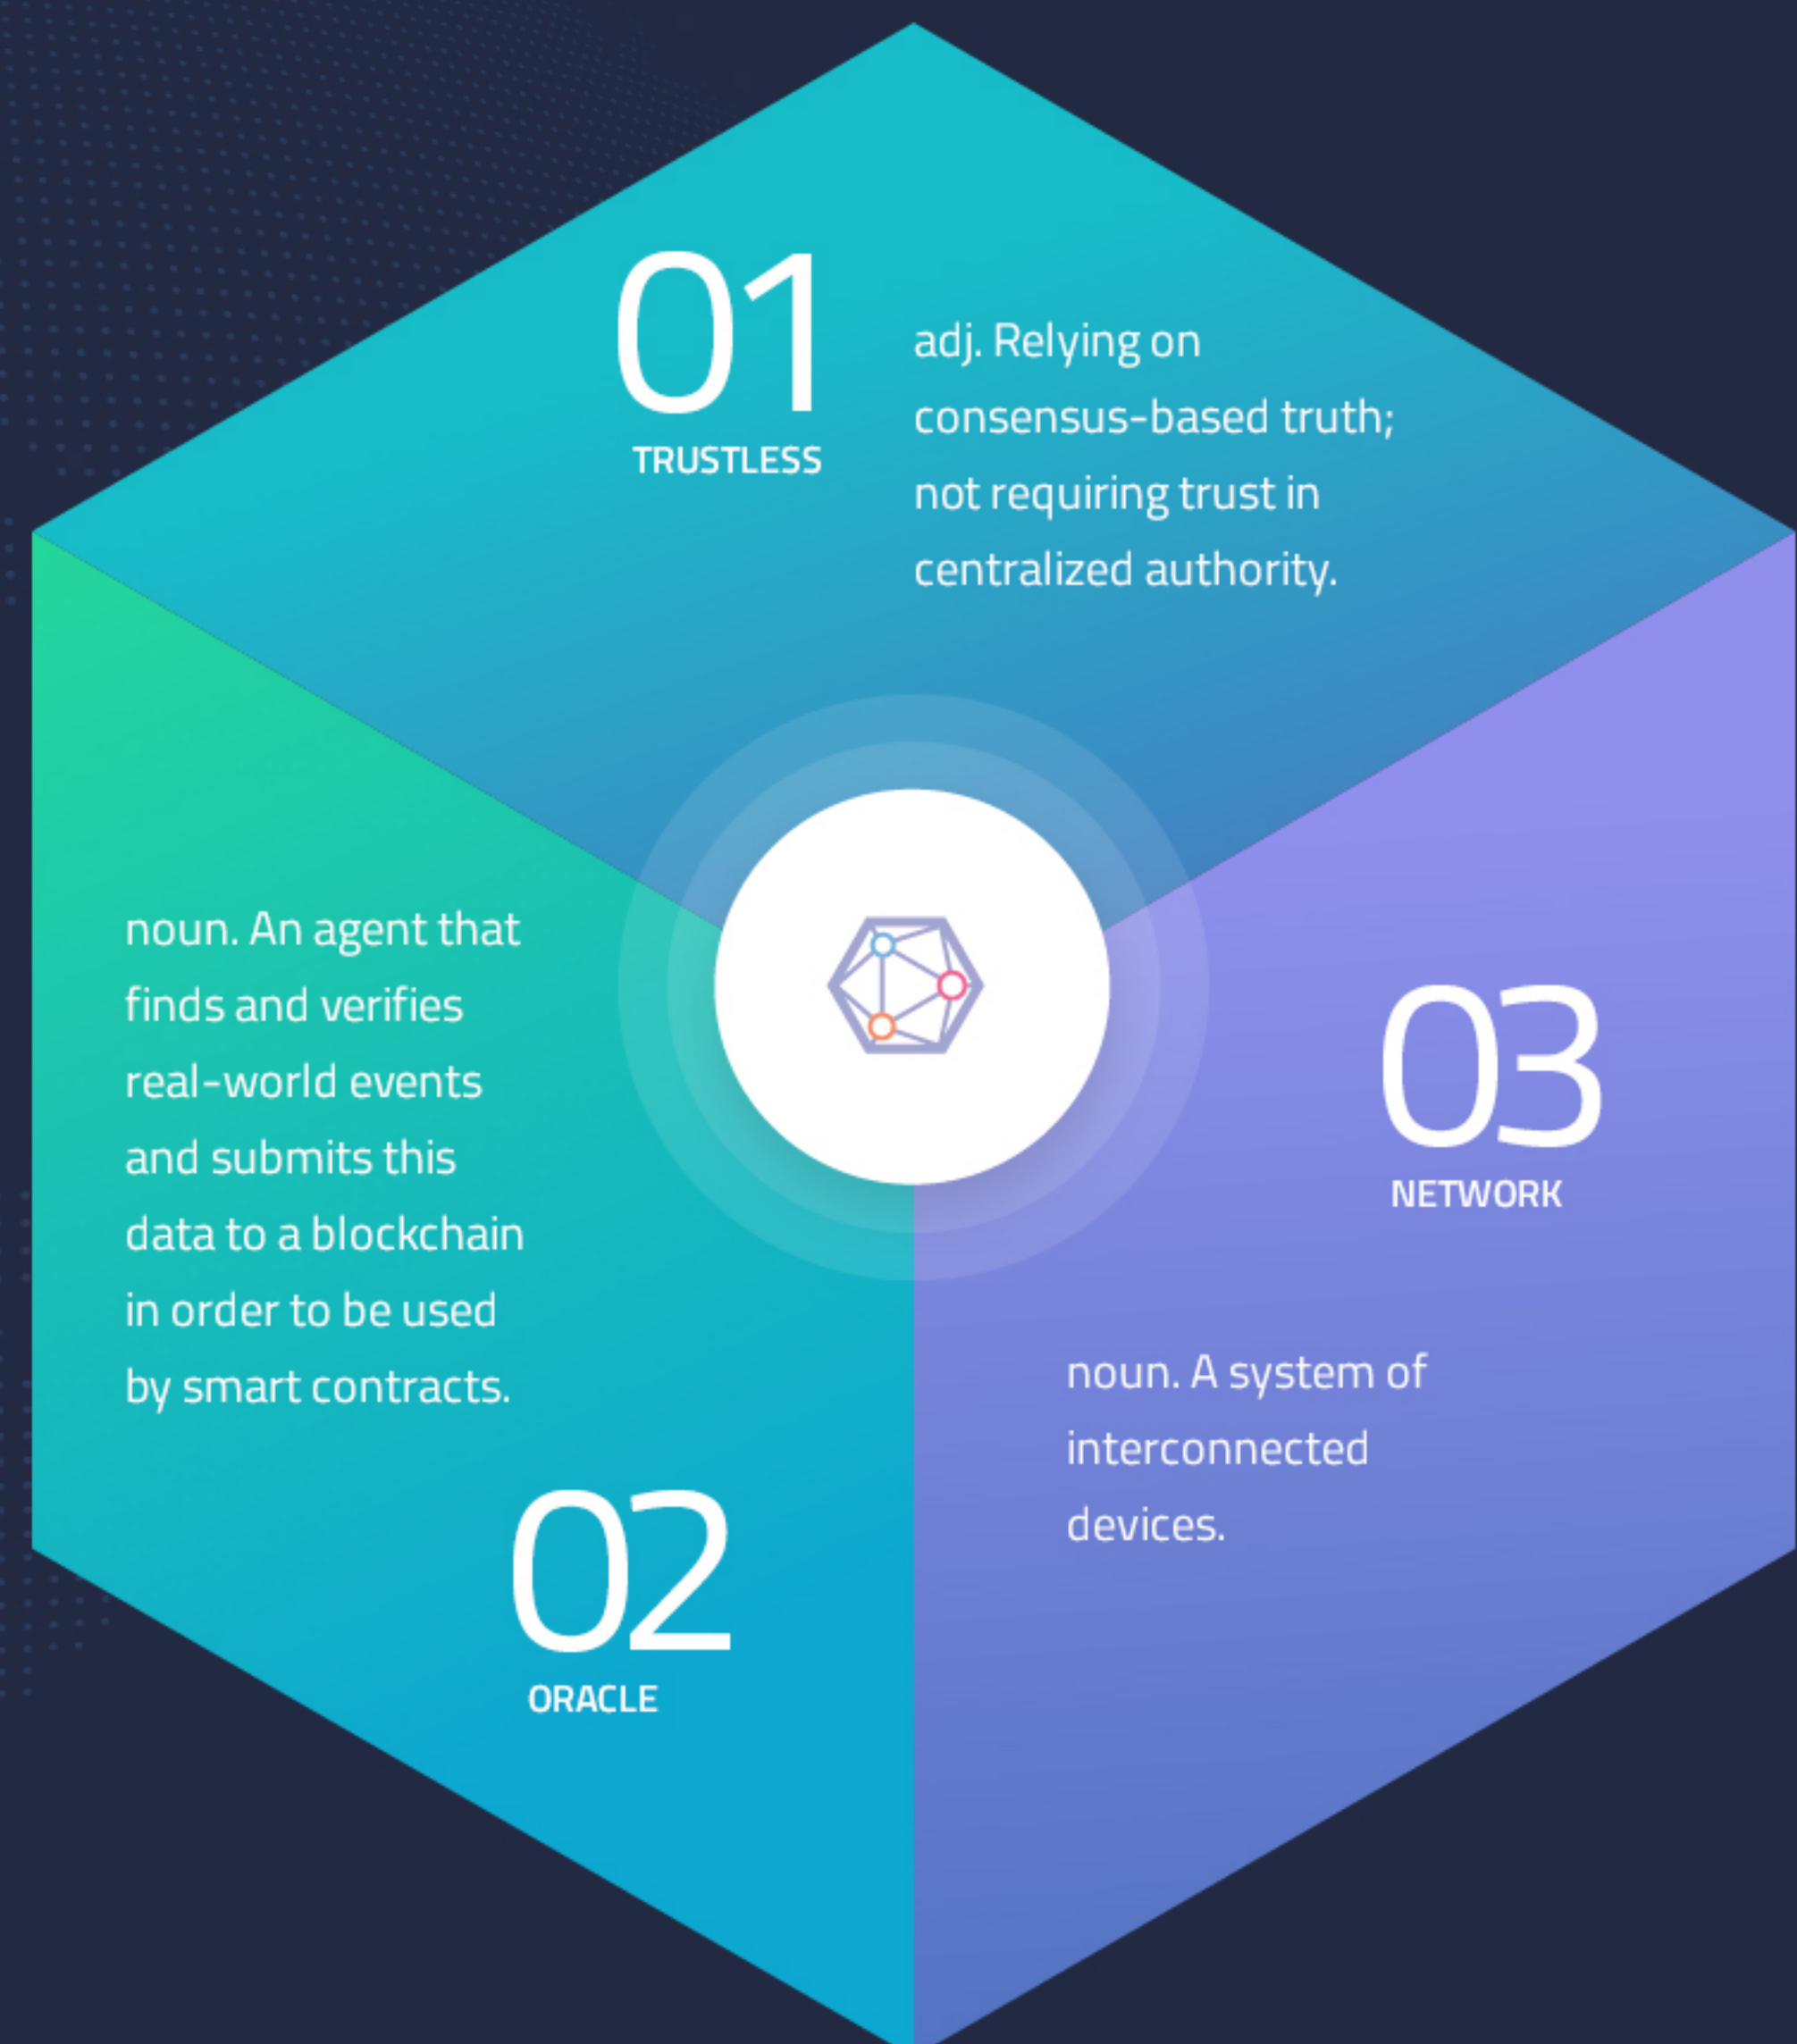 01
TRUSTLESS
adj. Relying on
consensus-based truth;
not requiring trust in
centralized authority.
noun. An agent that
finds and verifies
real-world events
and submits this
data to a blockchain
in order to be used
by smart contracts.
02
ORACLE
03
NETWORK
noun. A system of
interconnected
devices.